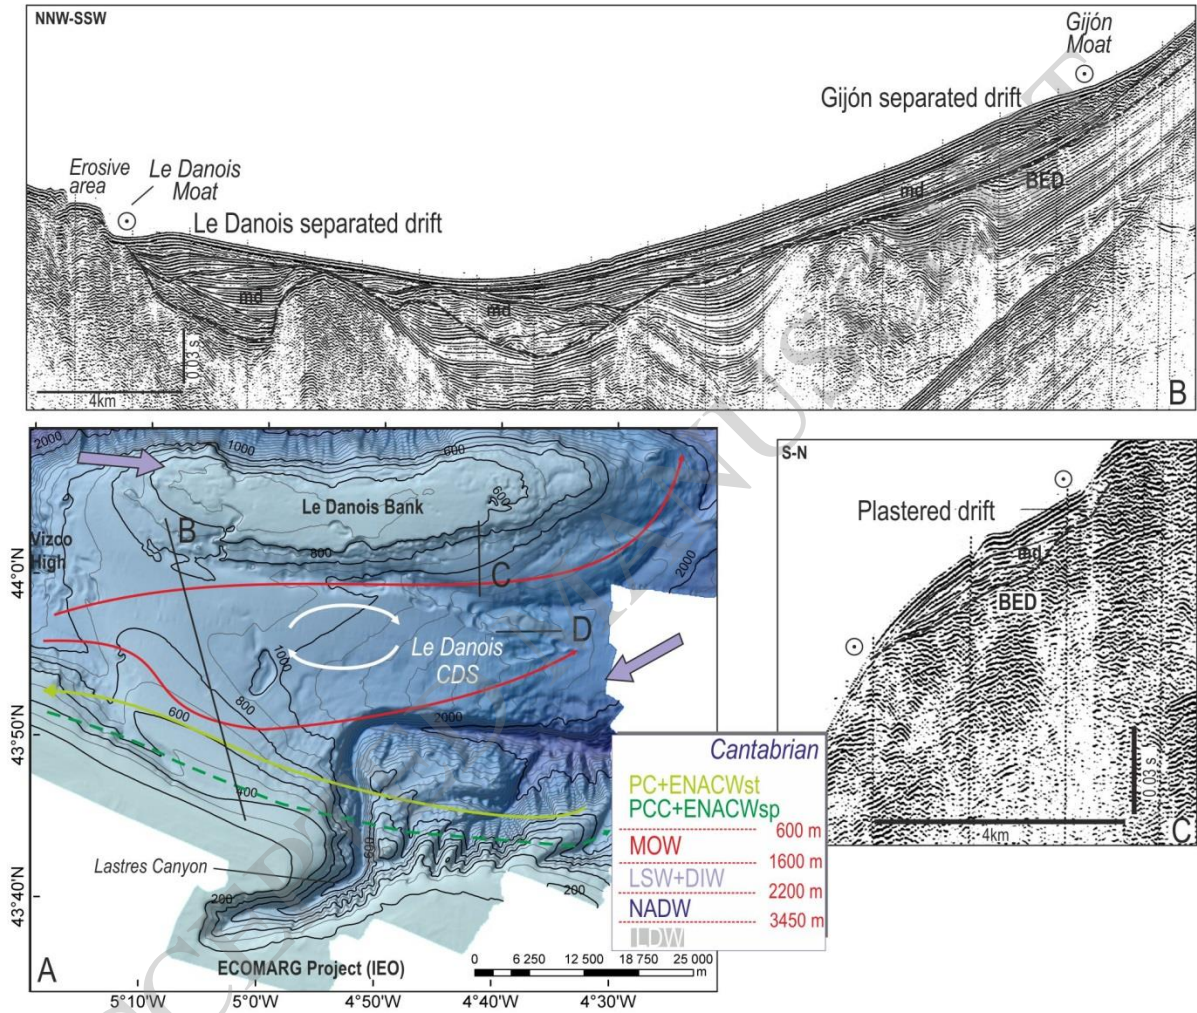 NNW-SSW
Gijón
Moat
Gijón separated drift
Erosive
area
Le Danois
Moat
Le Danois separated drift
md
md
md
BED
0.03 s
4km
B
2000
1000
600
600
Le Danois Bank
B
Vizco
High
800
C
2000
44°0'N
Le Danois
CDS
D
1000
800
600
2000
43°50'N
400
600
Lastres Canyon
200
200
43°40'N
ECOMARG Project (IEO)
0 6 250 12 500 18 750 25 000
m
A
5°10'W 5°0'W 4°50'W 4°40'W 4°30'W
Cantabrian
PC+ENACWst
PCC+ENACWsp
600 m
MOW
1600 m
LSW+DIW
2200 m
NADW
3450 m
LDW
S-N
Plastered drift
md
BED
0.03 s
4km
C